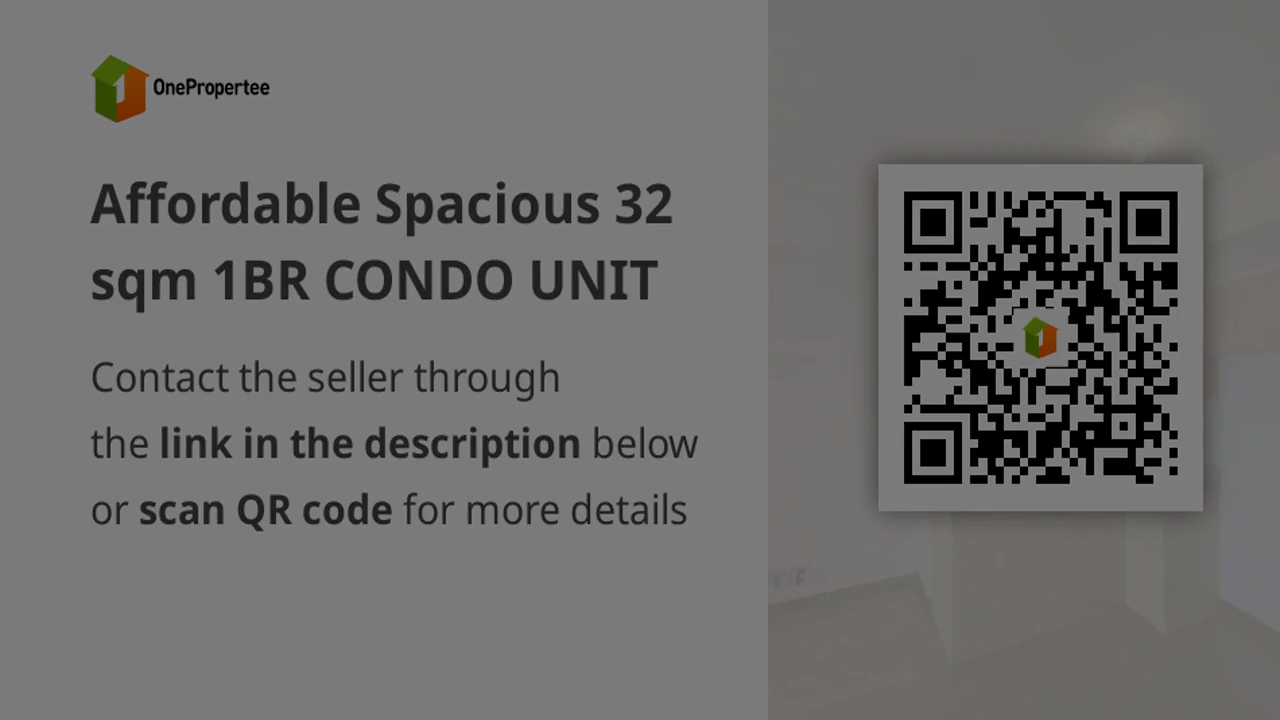 OnePropertee
Affordable Spacious 32
sqm 1BR CONDO UNIT
Contact the seller through
the link in the description below
or scan QR code for more details